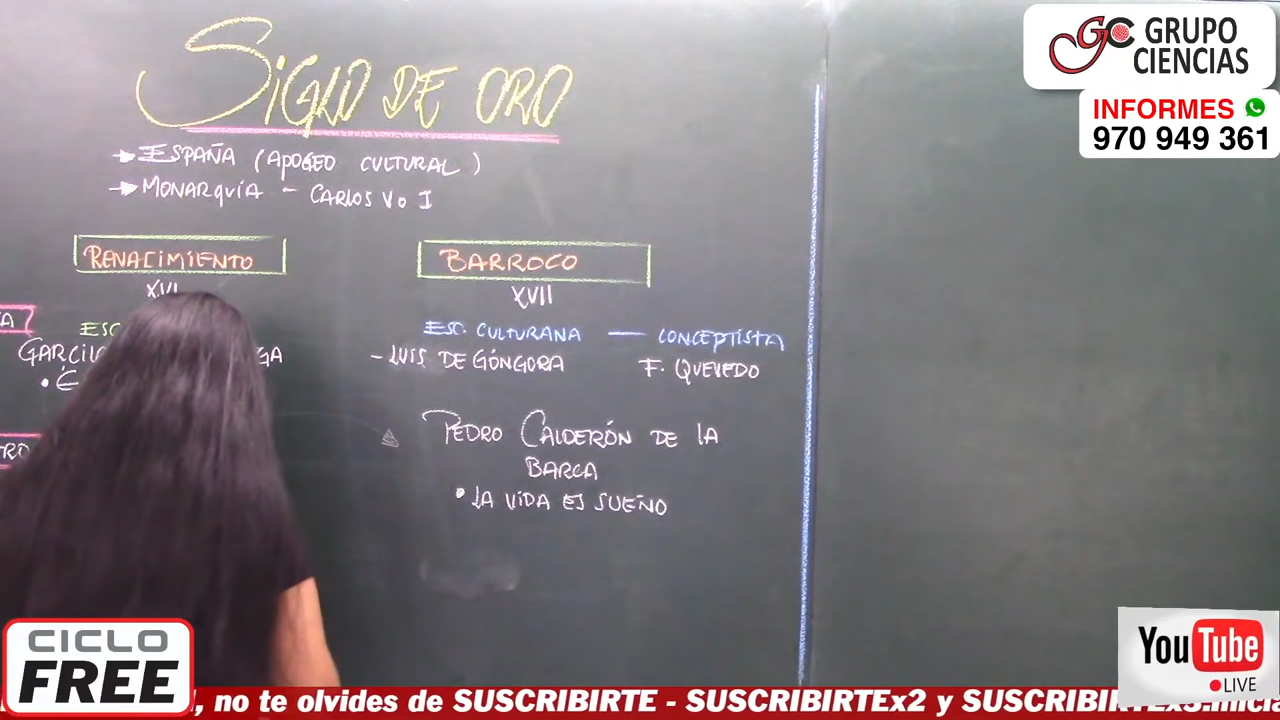 SIGLO DE ORO
GRUPO
CIENCIAS
INFORMES
970 949 361
→ ESPAÑA (APOGEO CULTURAL)
→ MONARQUÍA - CARLOS V o I
RENACIMIENTO
XVI
BARROCO
XVII
ESC. CULTURANA — CONCEPTISTA
- LUIS DE GÓNGORA
F. QUEVEDO
PEDRO CALDERÓN DE LA
BARCA
• LA VIDA ES SUEÑO
CICLO
FREE
YouTube
LIVE
, no te olvides de SUSCRIBIRTE - SUSCRIBIRTEx2 y